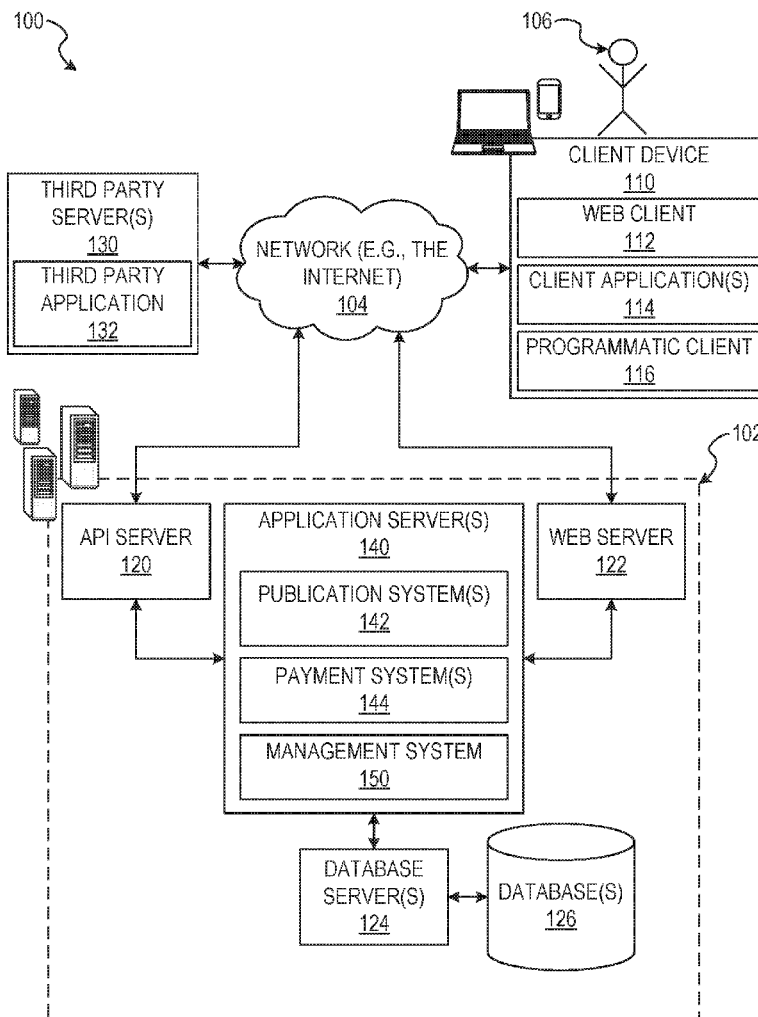 100
106
THIRD PARTY
SERVER(S)
130
THIRD PARTY
APPLICATION
132
NETWORK (E.G., THE
INTERNET)
104
CLIENT DEVICE
110
WEB CLIENT
112
CLIENT APPLICATION(S)
114
PROGRAMMATIC CLIENT
116
102
API SERVER
120
APPLICATION SERVER(S)
140
PUBLICATION SYSTEM(S)
142
PAYMENT SYSTEM(S)
144
MANAGEMENT SYSTEM
150
WEB SERVER
122
DATABASE
SERVER(S)
124
DATABASE(S)
126